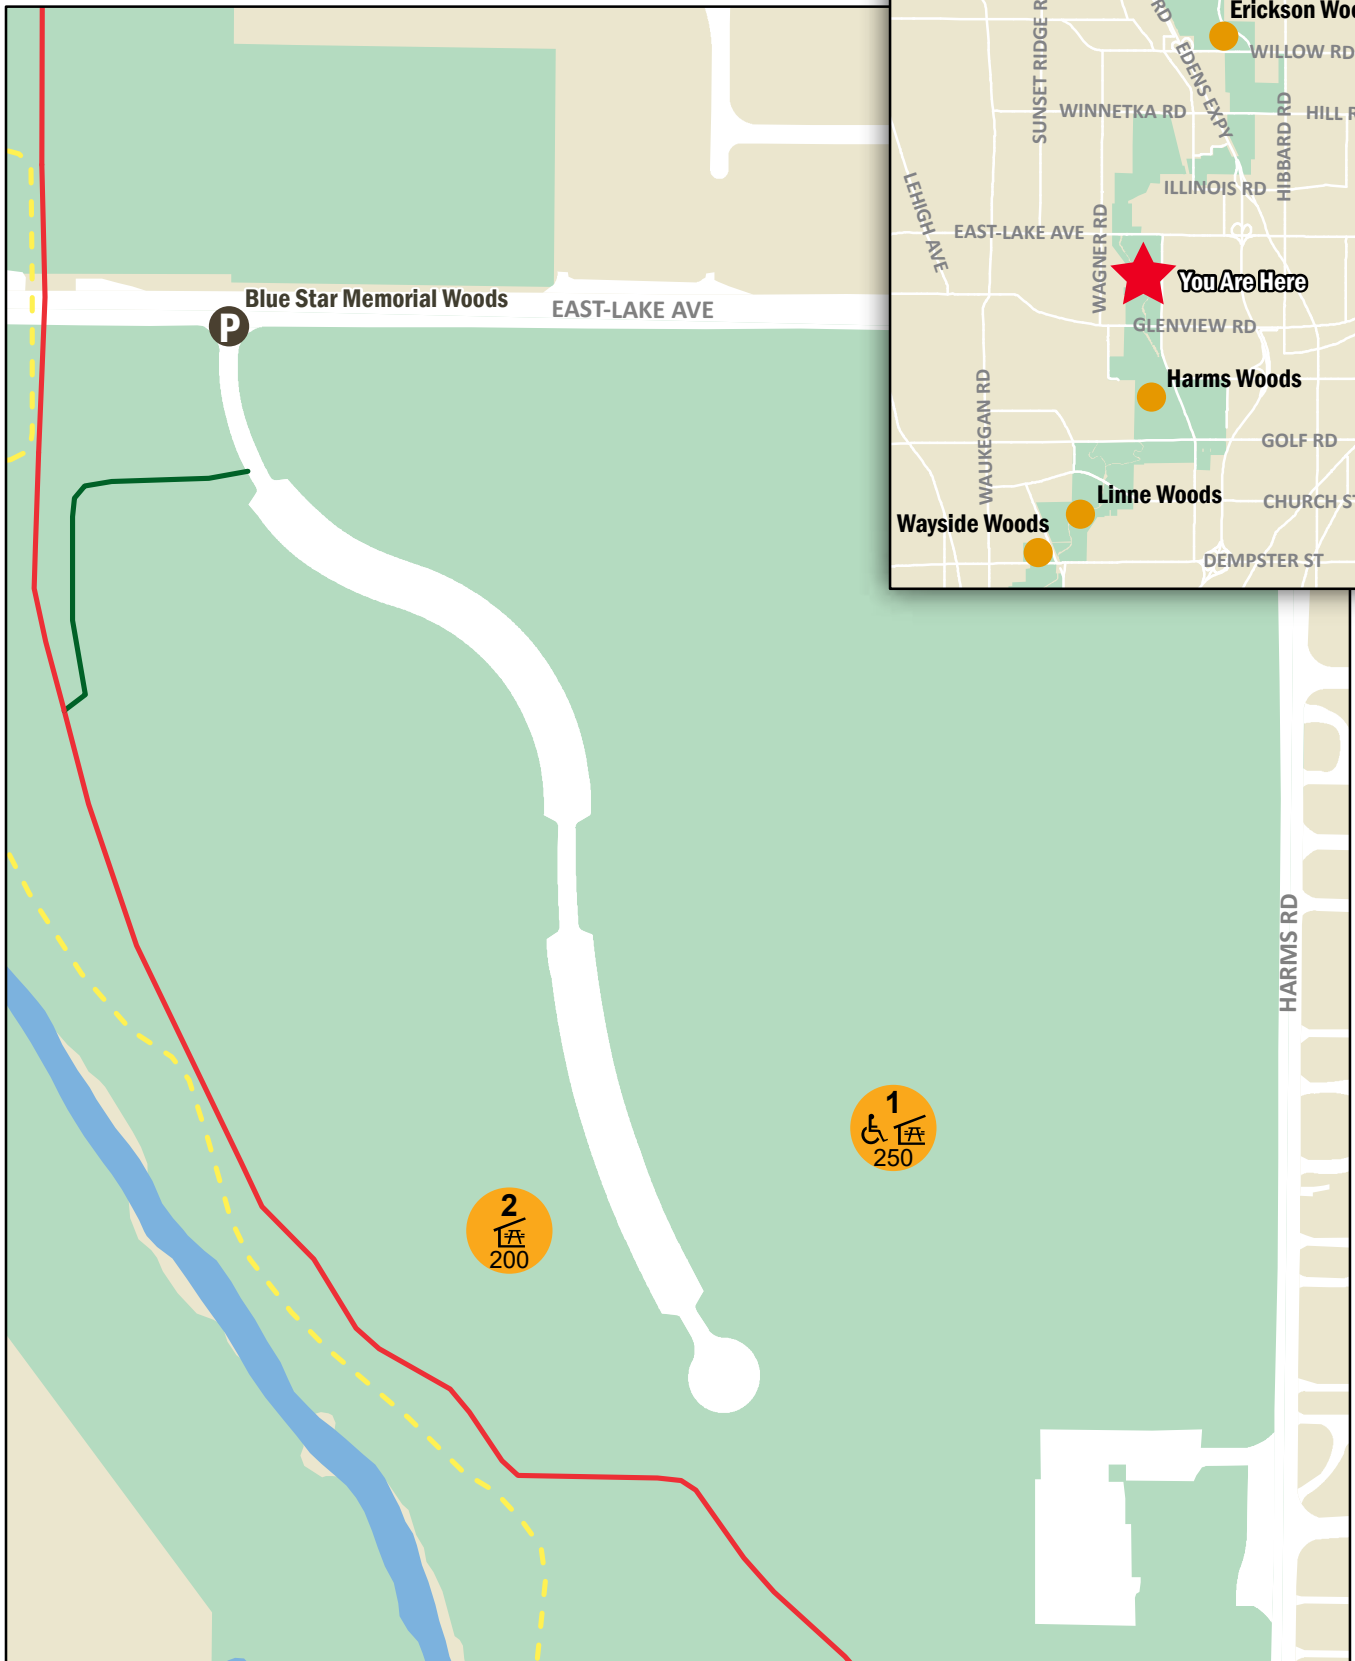 Erickson Woo
WILLOW RD
RD
EDENS EXPY
SUNSET RIDGE R
WINNETKA RD
HIBBARD RD
HILL R
ILLINOIS RD
LEHIGH AVE
WAGNER RD
EAST-LAKE AVE
You Are Here
GLENVIEW RD
Harms Woods
WAUKEGAN RD
GOLF RD
Linne Woods
CHURCH ST
Wayside Woods
DEMPSTER ST
Blue Star Memorial Woods
EAST-LAKE AVE
P
HARMS RD
1
250
2
200